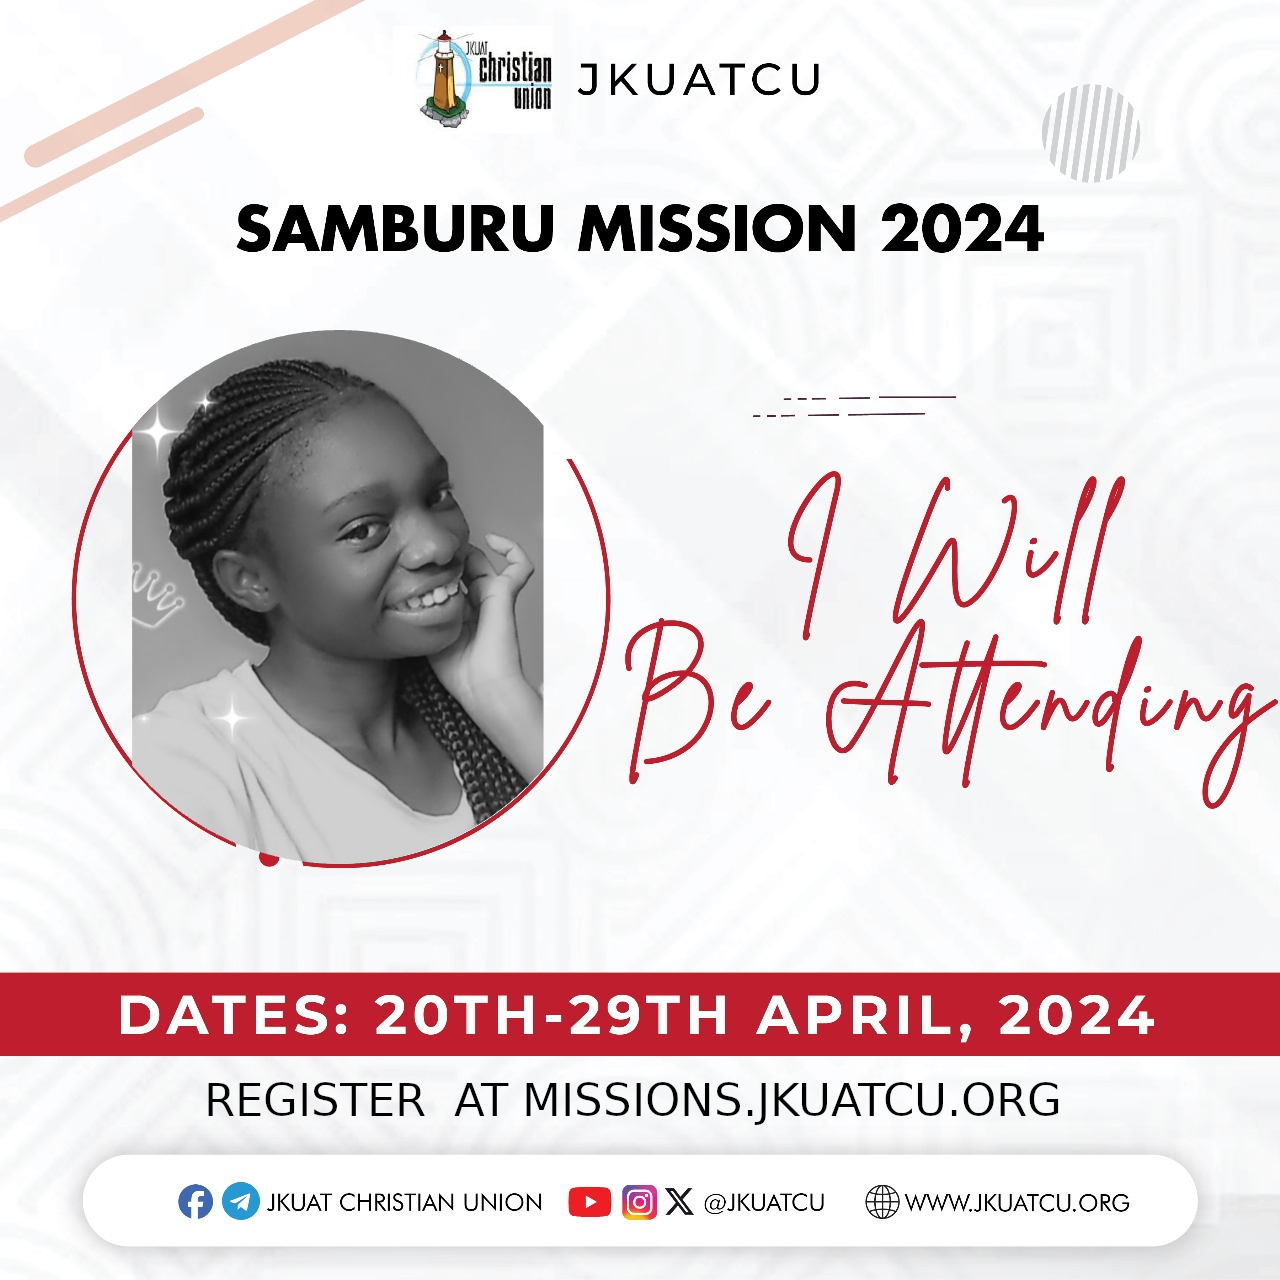 JKUAT
christian
union
JKUATCU
SAMBURU MISSION 2024
I Will
Be Attending
DATES: 20TH-29TH APRIL, 2024
REGISTER  AT MISSIONS.JKUATCU.ORG
JKUAT CHRISTIAN UNION @JKUATCU WWW.JKUATCU.ORG